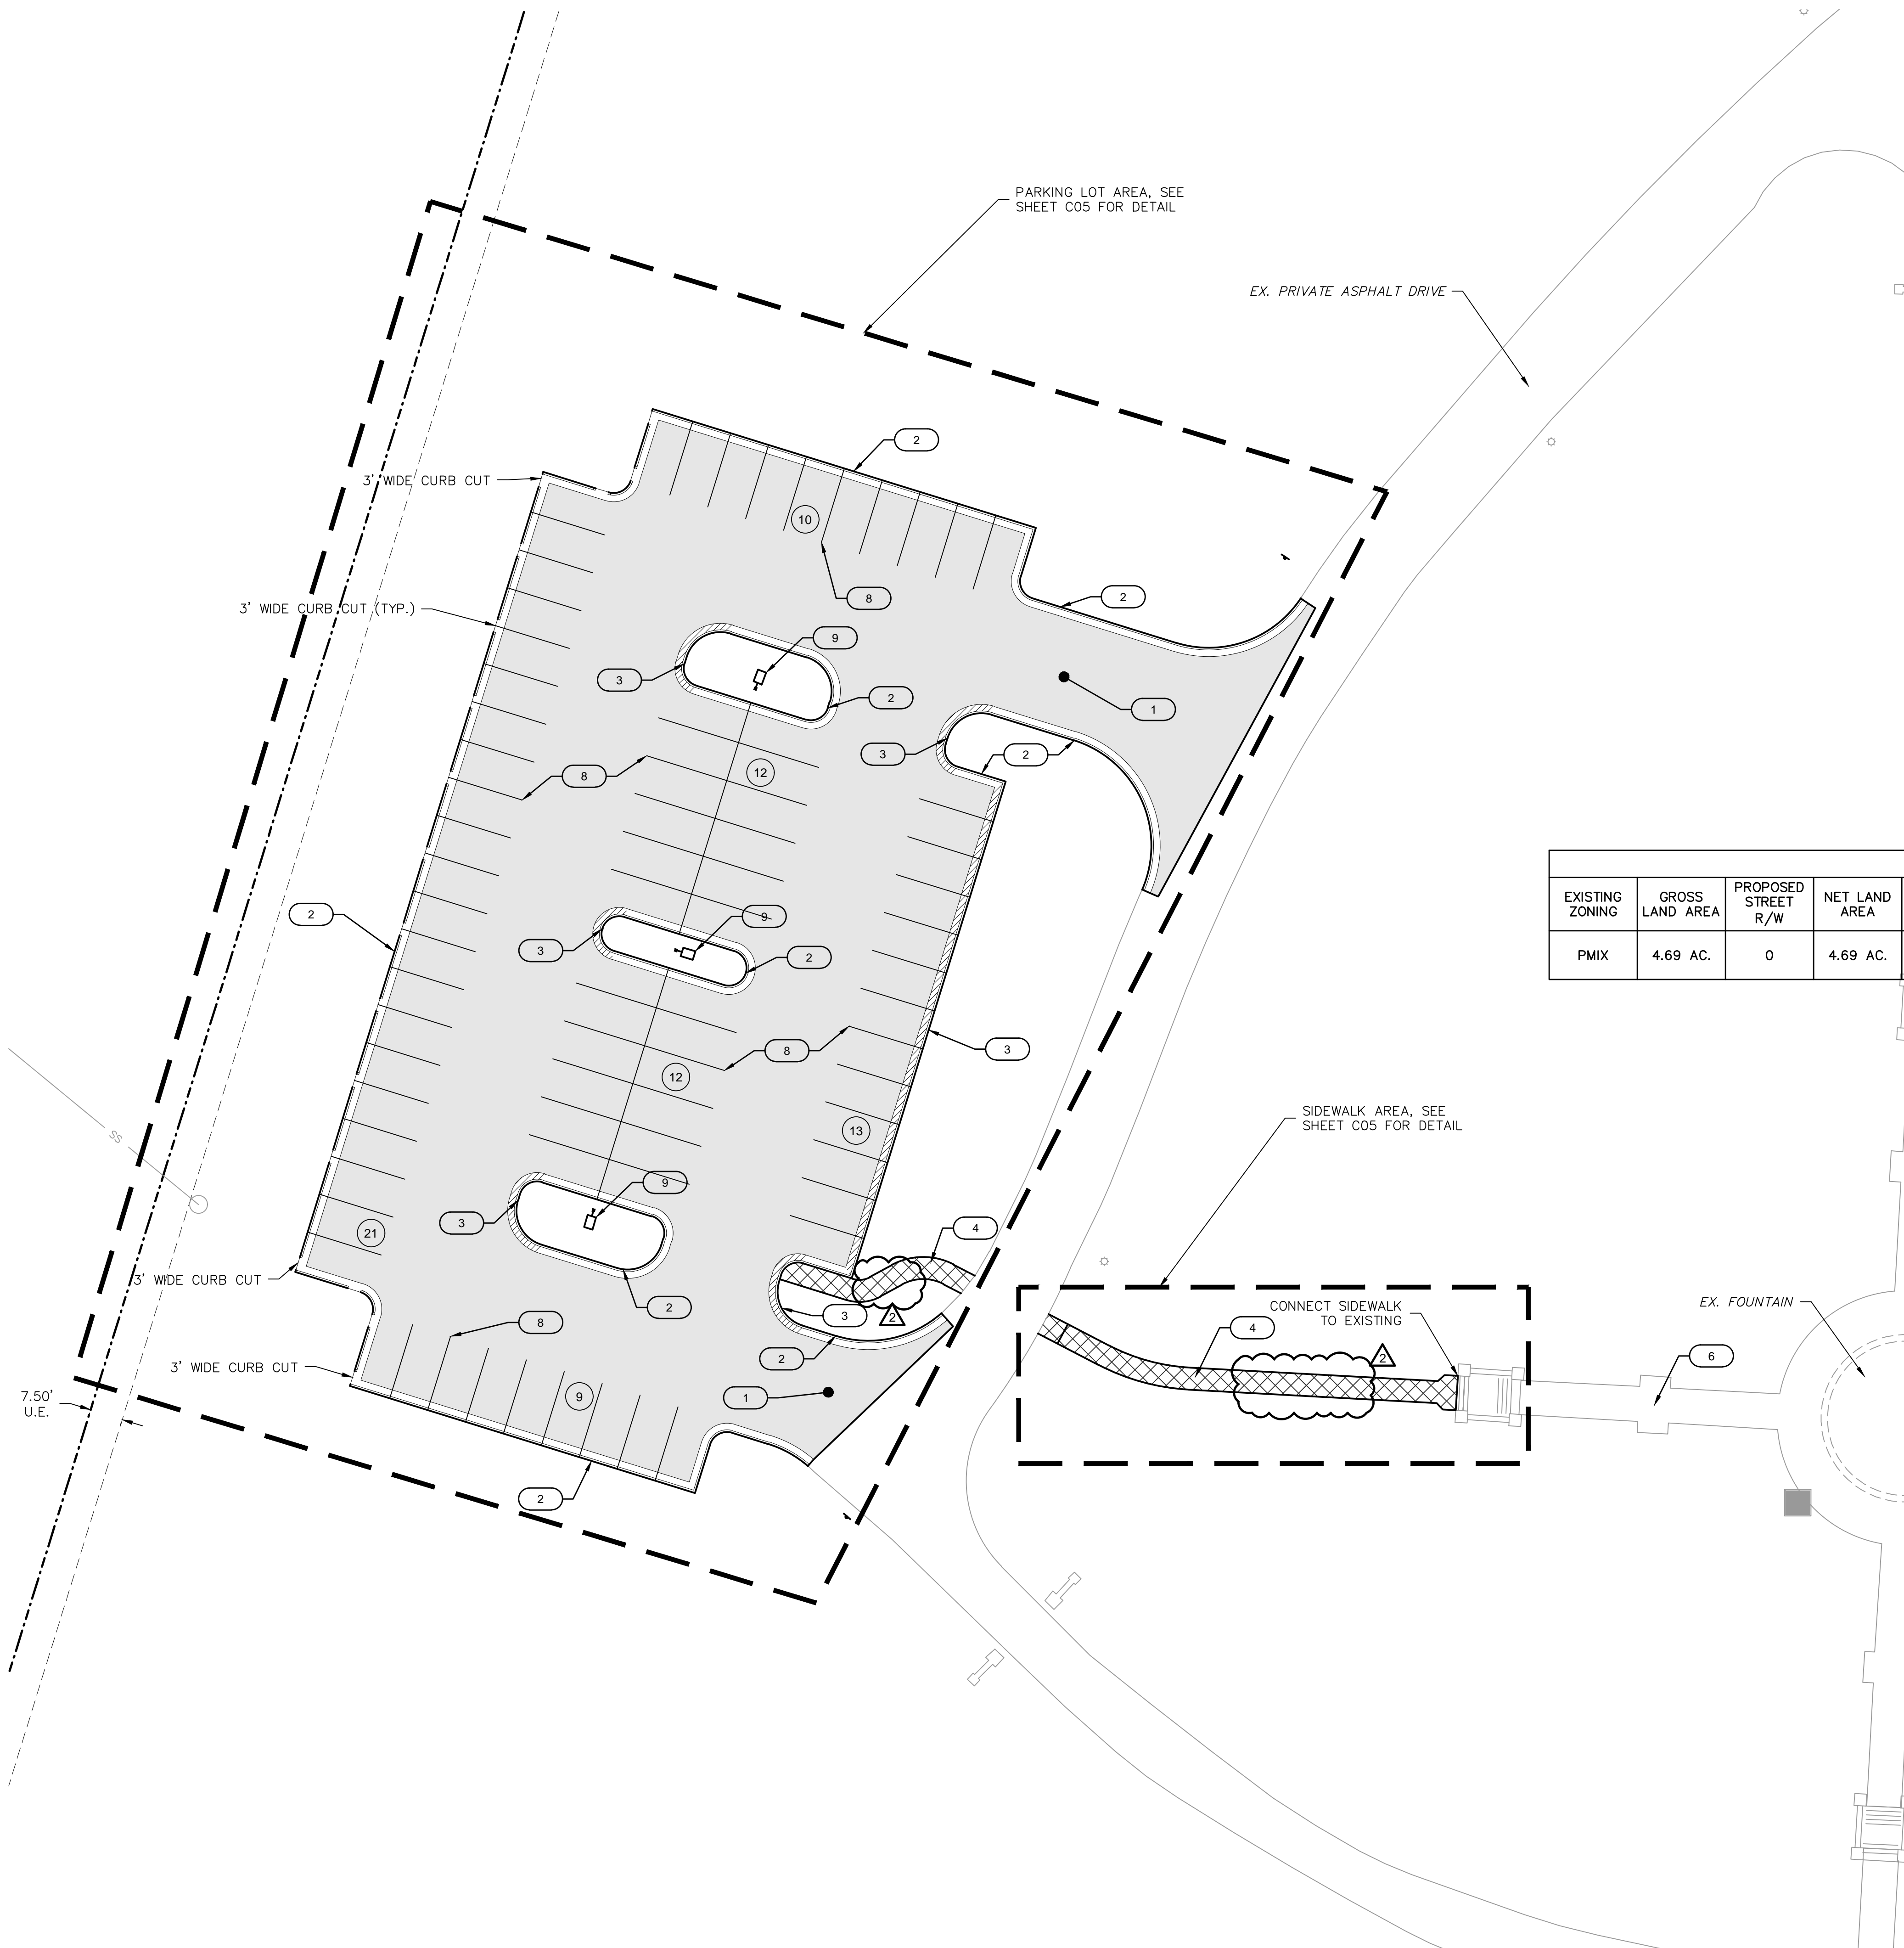 PARKING LOT AREA, SEE
SHEET C05 FOR DETAIL
EX. PRIVATE ASPHALT DRIVE
2
3' WIDE CURB CUT
10
2
8
3' WIDE CURB CUT (TYP.)
9
3
2
1
3
2
12
8
2
9
3
2
EXISTING
ZONING
GROSS
LAND AREA
PROPOSED
STREET
R/W
NET LAND
AREA
PMIX
4.69 AC.
0
4.69 AC.
8
3
12
13
SIDEWALK AREA, SEE
SHEET C05 FOR DETAIL
SS
9
3
4
21
3' WIDE CURB CUT
2
3
2
8
CONNECT SIDEWALK
TO EXISTING
4
2
EX. FOUNTAIN
6
2
3' WIDE CURB CUT
9
1
7.50'
U.E.
2